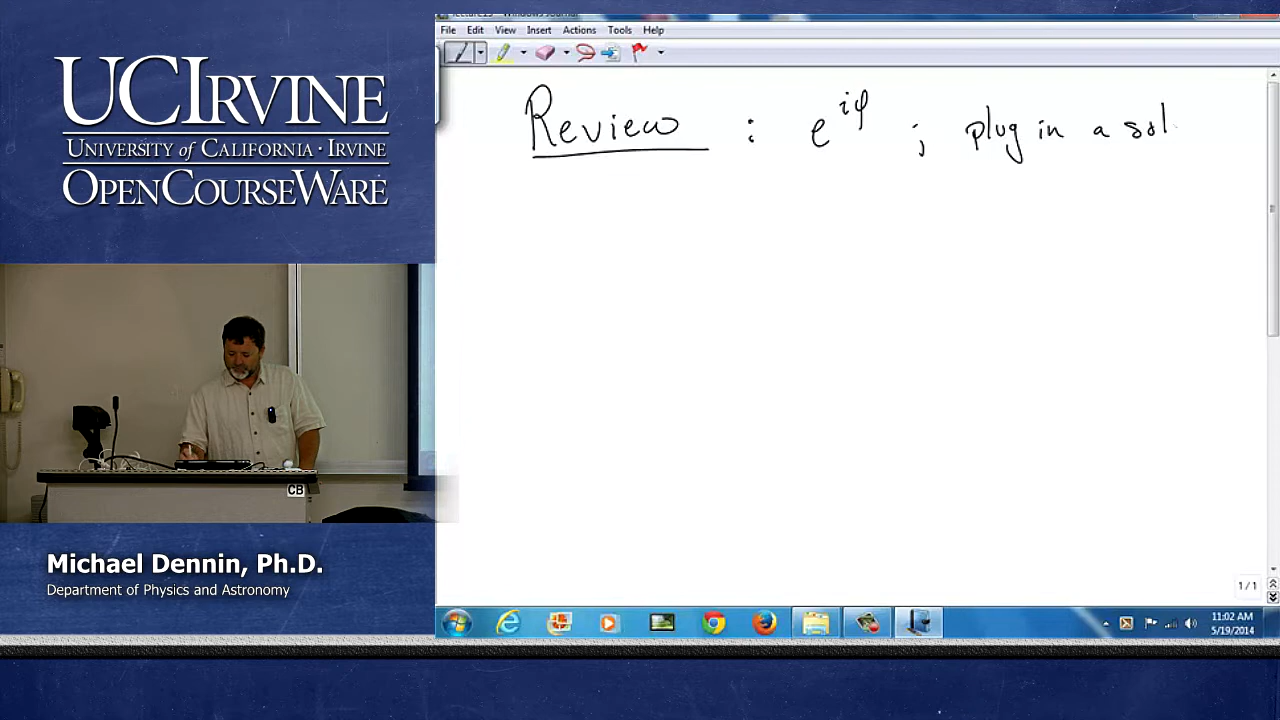 UCIRVINE
UNIVERSITY of CALIFORNIA · IRVINE
OPENCOURSEWARE
CB
Michael Dennin, Ph.D.
Department of Physics and Astronomy
File Edit View Insert Actions Tools Help
Review : e^{iφ} ; plug in a sol
1/1
11:02 AM
5/19/2014